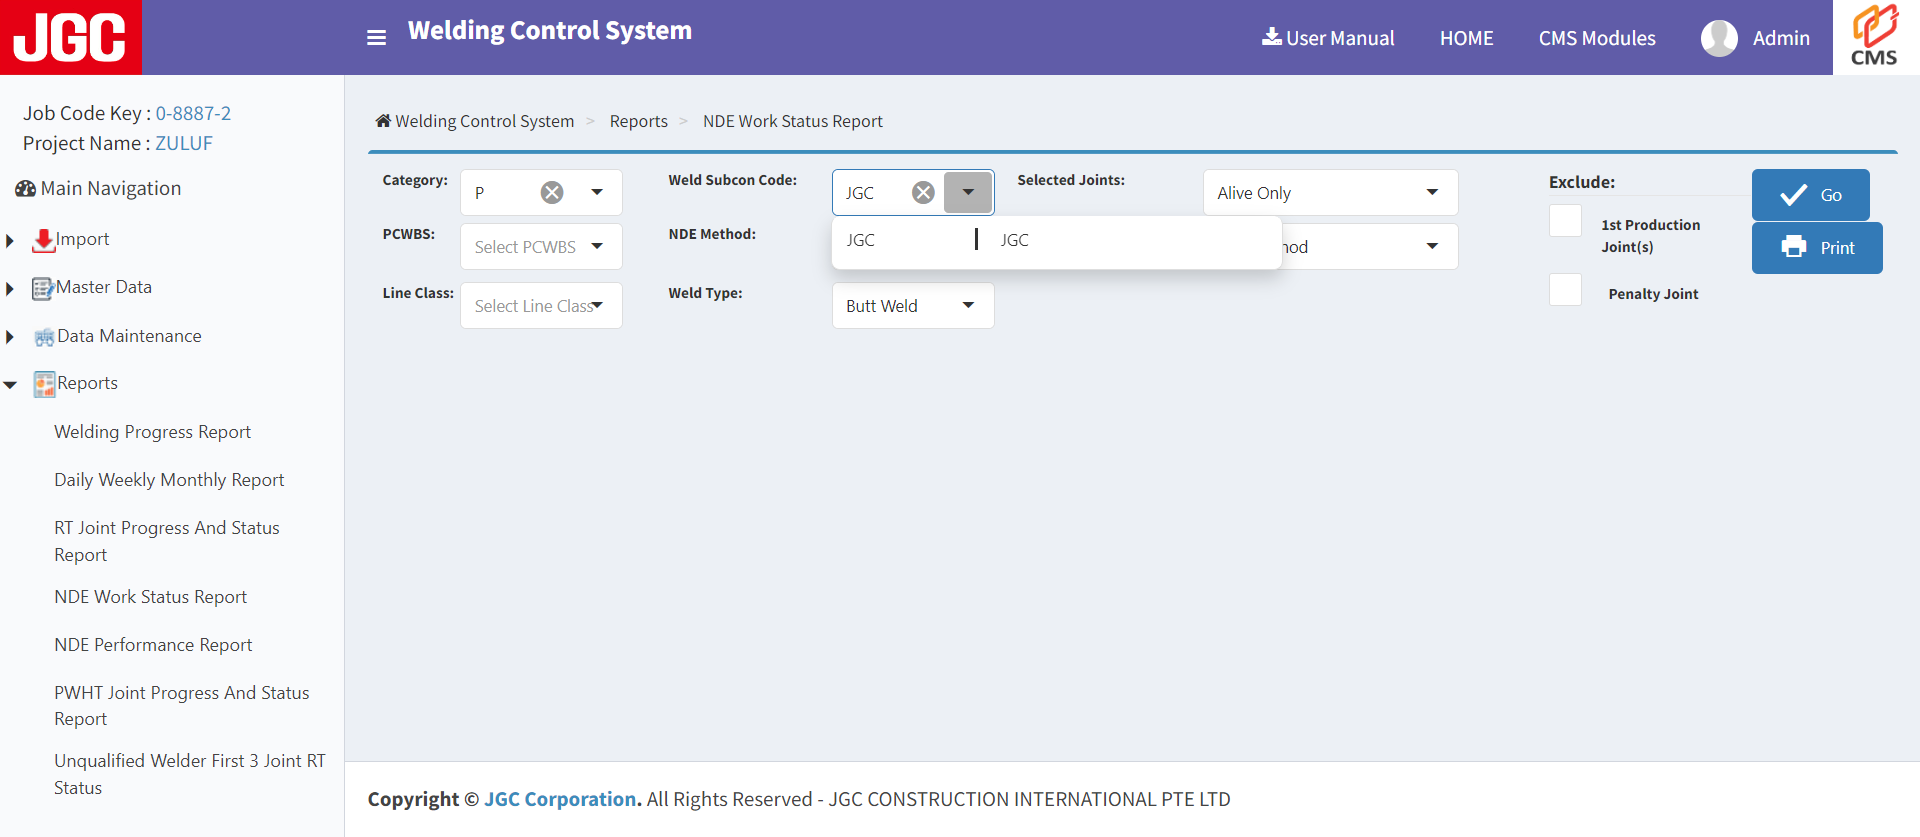 JGC
Welding Control System
User Manual
HOME
CMS Modules
Admin
CMS
Job Code Key : 0-8887-2
Project Name : ZULUF
Main Navigation
Import
Master Data
Data Maintenance
Reports
Welding Progress Report
Daily Weekly Monthly Report
RT Joint Progress And Status
Report
NDE Work Status Report
NDE Performance Report
PWHT Joint Progress And Status
Report
Unqualified Welder First 3 Joint RT
Status
Welding Control System > Reports > NDE Work Status Report
Category:
P
Weld Subcon Code:
JGC
Selected Joints:
Alive Only
Exclude:
Go
PCWBS:
Select PCWBS
NDE Method:
JGC | JGC
1st Production
Joint(s)
Print
Line Class:
Select Line Class
Weld Type:
Butt Weld
Penalty Joint
Copyright © JGC Corporation. All Rights Reserved - JGC CONSTRUCTION INTERNATIONAL PTE LTD